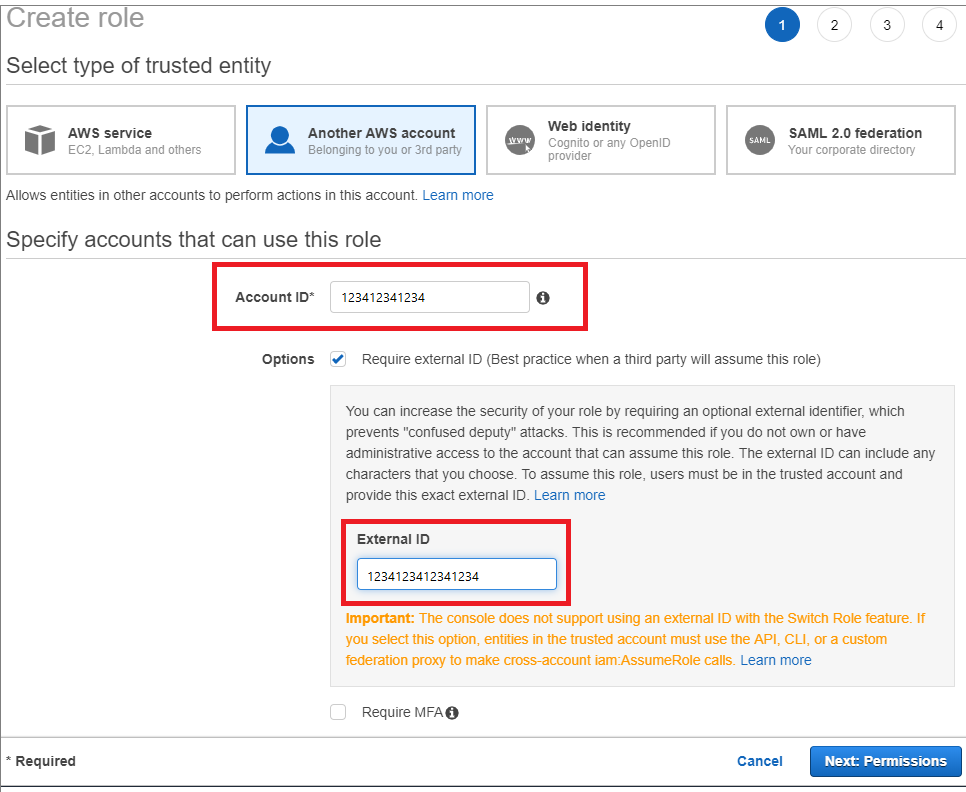 Create role
1 2 3 4
Select type of trusted entity
AWS service
EC2, Lambda and others
Another AWS account
Belonging to you or 3rd party
Web identity
Cognito or any OpenID
provider
WWW
SAML
SAML 2.0 federation
Your corporate directory
Allows entities in other accounts to perform actions in this account. Learn more
Specify accounts that can use this role
Account ID* 123412341234 i
Options Require external ID (Best practice when a third party will assume this role)
You can increase the security of your role by requiring an optional external identifier, which
prevents "confused deputy" attacks. This is recommended if you do not own or have
administrative access to the account that can assume this role. The external ID can include any
characters that you choose. To assume this role, users must be in the trusted account and
provide this exact external ID. Learn more
External ID
1234123412341234
Important: The console does not support using an external ID with the Switch Role feature. If
you select this option, entities in the trusted account must use the API, CLI, or a custom
federation proxy to make cross-account iam:AssumeRole calls. Learn more
Require MFA i
* Required Cancel Next: Permissions